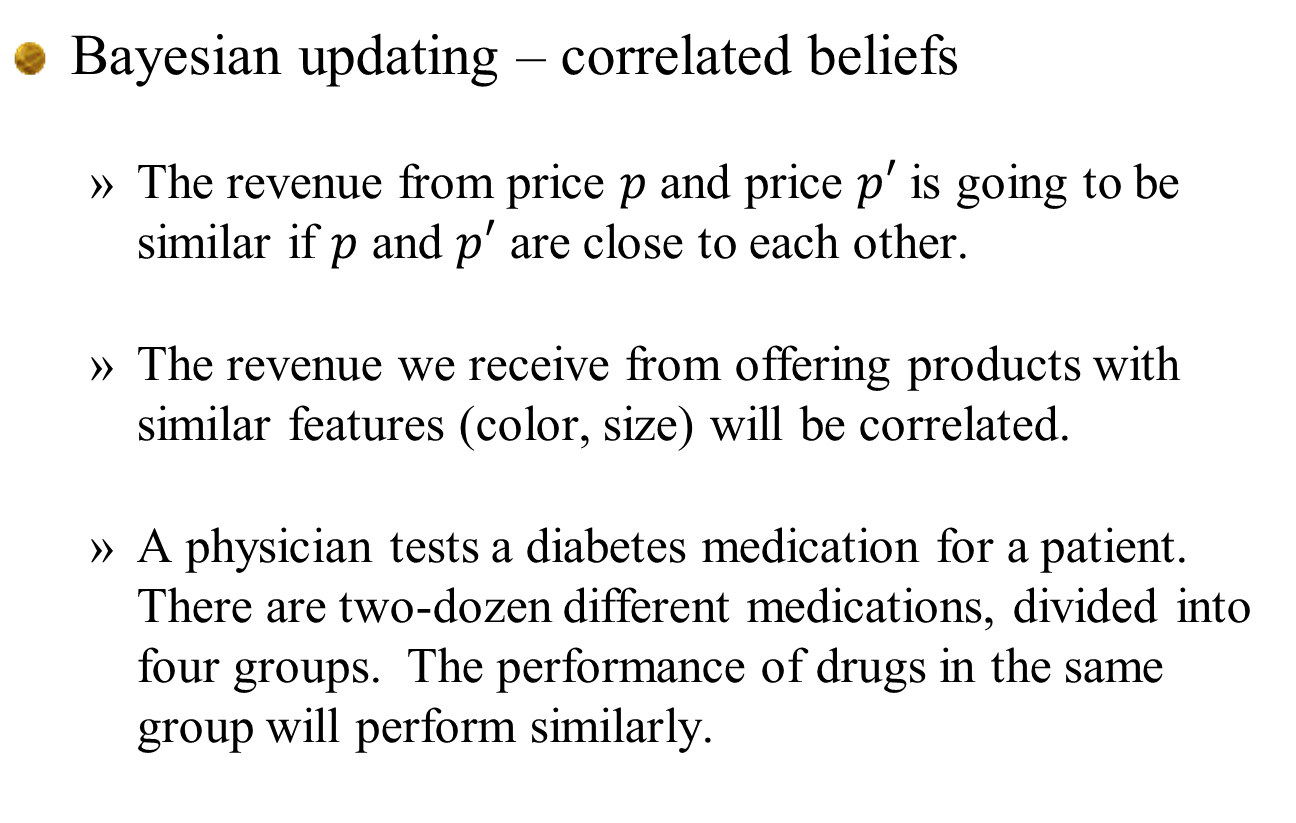 Bayesian updating – correlated beliefs
» The revenue from price p and price p′ is going to be
similar if p and p′ are close to each other.
» The revenue we receive from offering products with
similar features (color, size) will be correlated.
» A physician tests a diabetes medication for a patient.
There are two-dozen different medications, divided into
four groups.  The performance of drugs in the same
group will perform similarly.